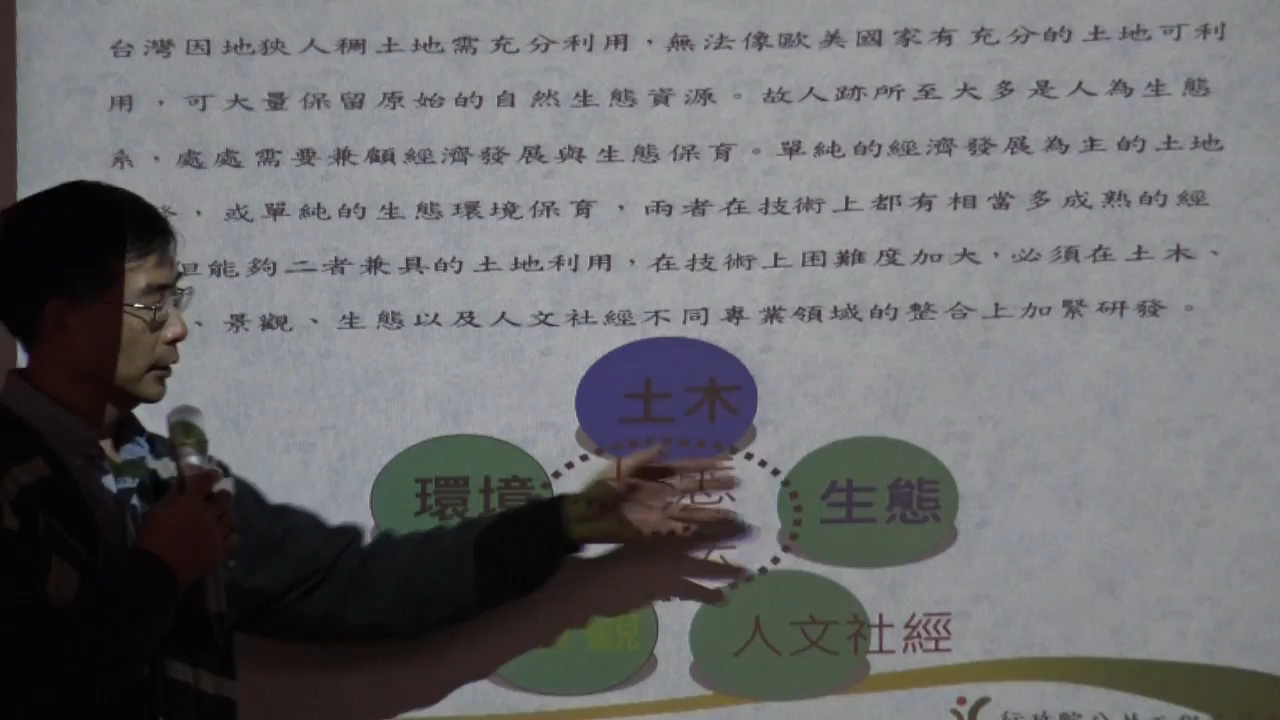 台灣因地狹人稠土地需充分利用，無法像歐美國家有充分的土地可利
用，可大量保留原始的自然生態資源。故人跡所至大多是人為生態
系，處處需要兼顧經濟發展與生態保育。單純的經濟發展為主的土地
，或單純的生態環境保育，兩者在技術上都有相當多成熟的經
但能夠二者兼具的土地利用，在技術上困難度加大，必須在土木、
、景觀、生態以及人文社經不同專業領域的整合上加緊研發。
土木
環境
生態
觀
人文社經